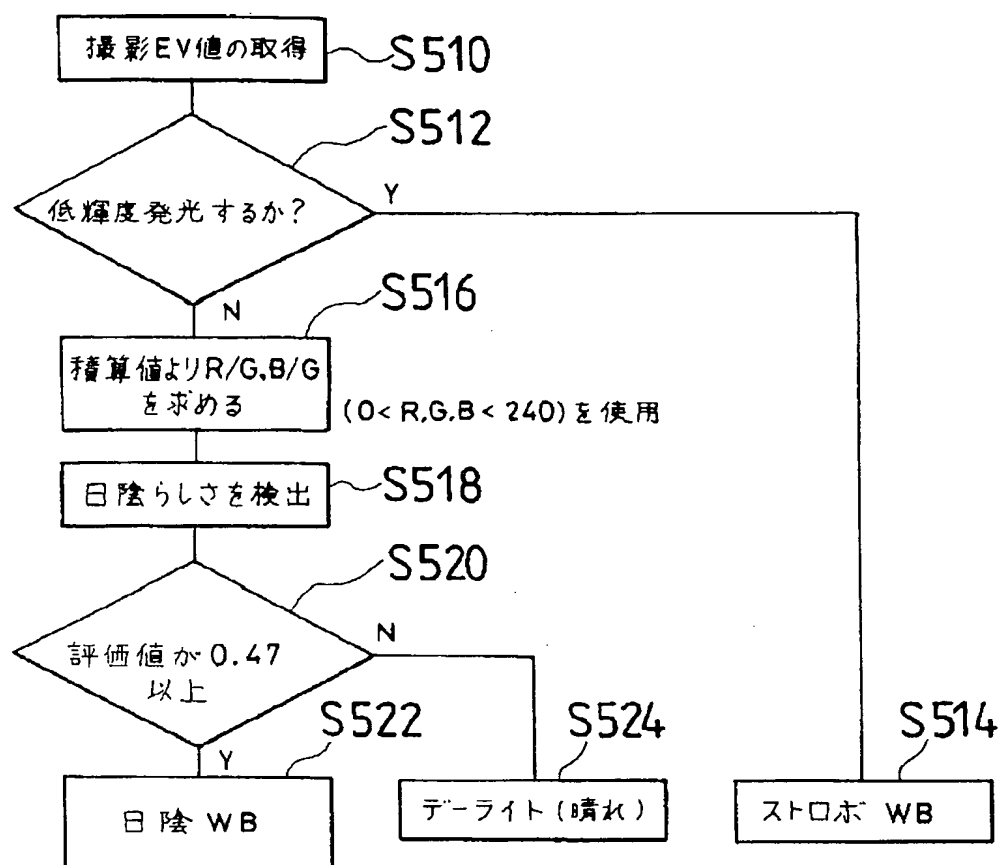 撮影EV値の取得
S510
S512
低輝度発光するか?
Y
N
S516
積算値よりR/G,B/G
を求める
(0<R,G,B<240)を使用
日陰らしさを検出
S518
S520
評価値が0.47
以上
N
Y
S522
S524
S514
日陰 WB
デーライト(晴れ)
ストロボ WB